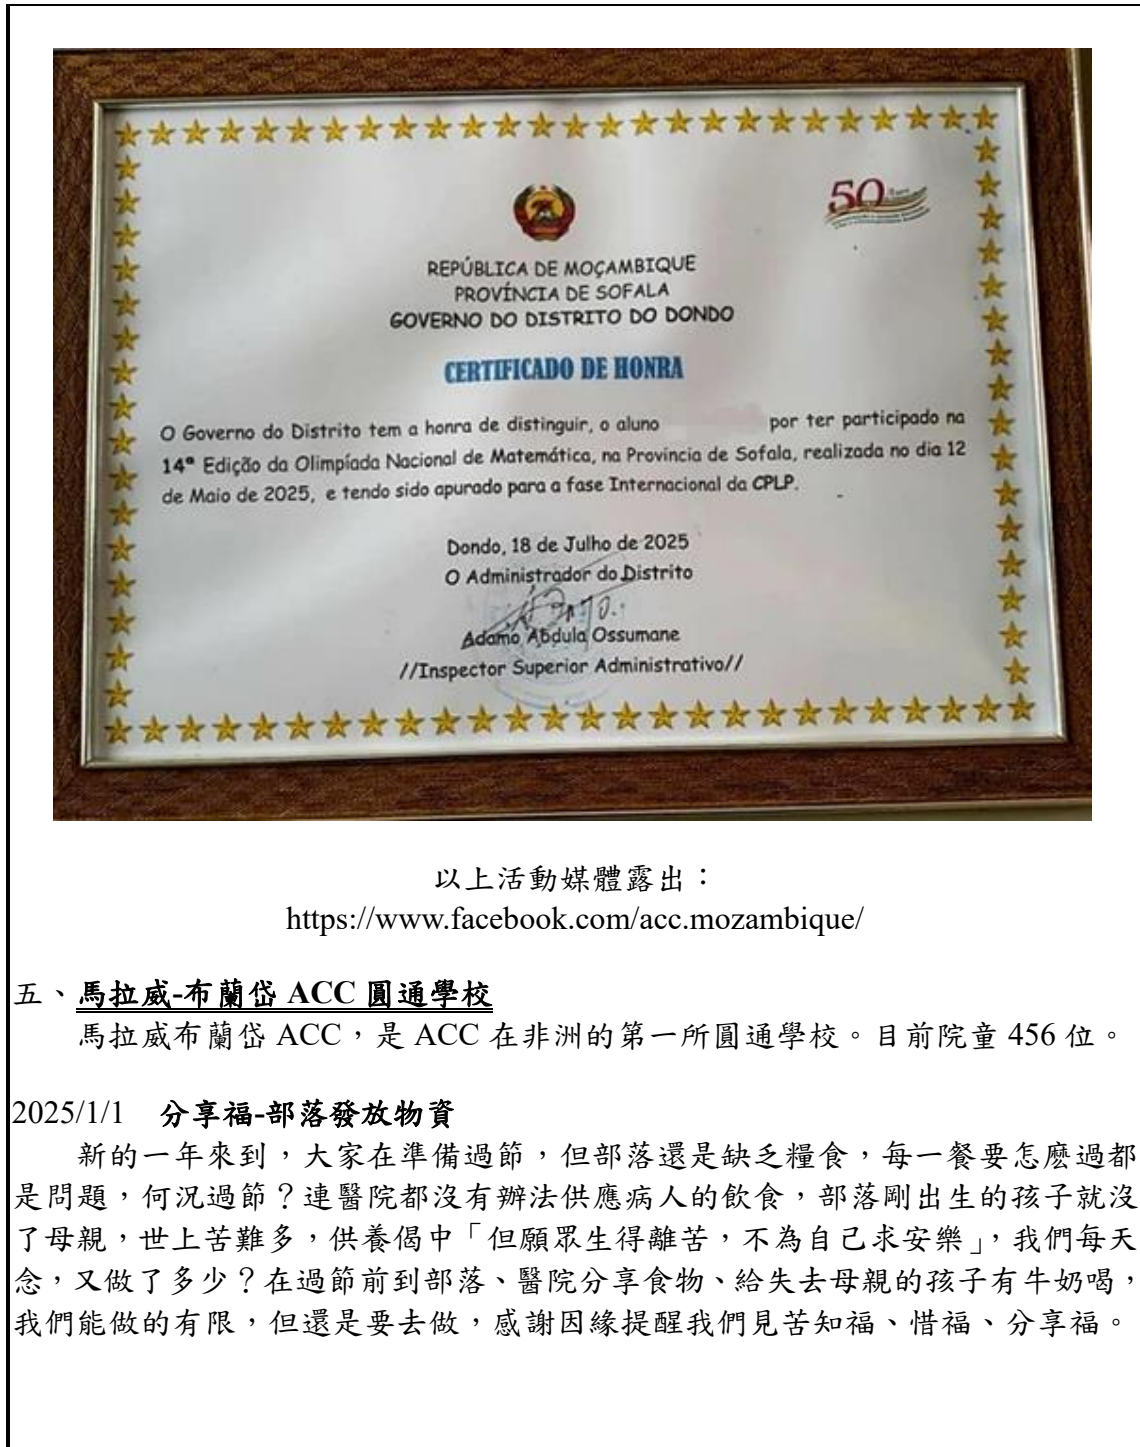 50
REPÚBLICA DE MOÇAMBIQUE
PROVÍNCIA DE SOFALA
GOVERNO DO DISTRITO DO DONDO
CERTIFICADO DE HONRA
O Governo do Distrito tem a honra de distinguir, o aluno por ter participado na
14ª Edição da Olimpíada Nacional de Matemática, na Provincia de Sofala, realizada no dia 12
de Maio de 2025, e tendo sido apurado para a fase Internacional da CPLP.
Dondo, 18 de Julho de 2025
O Administrador do Distrito
Adamo Abdula Ossumane
//Inspector Superior Administrativo//
以上活動媒體露出：
https://www.facebook.com/acc.mozambique/
五、馬拉威-布蘭岱 ACC 圓通學校
馬拉威布蘭岱 ACC，是 ACC 在非洲的第一所圓通學校。目前院童 456 位。
2025/1/1 分享福-部落發放物資
新的一年來到，大家在準備過節，但部落還是缺乏糧食，每一餐要怎麼過都
是問題，何況過節？連醫院都沒有辦法供應病人的飲食，部落剛出生的孩子就沒
了母親，世上苦難多，供養偈中「但願眾生得離苦，不為自己求安樂」，我們每天
念，又做了多少？在過節前到部落、醫院分享食物、給失去母親的孩子有牛奶喝，
我們能做的有限，但還是要去做，感謝因緣提醒我們見苦知福、惜福、分享福。